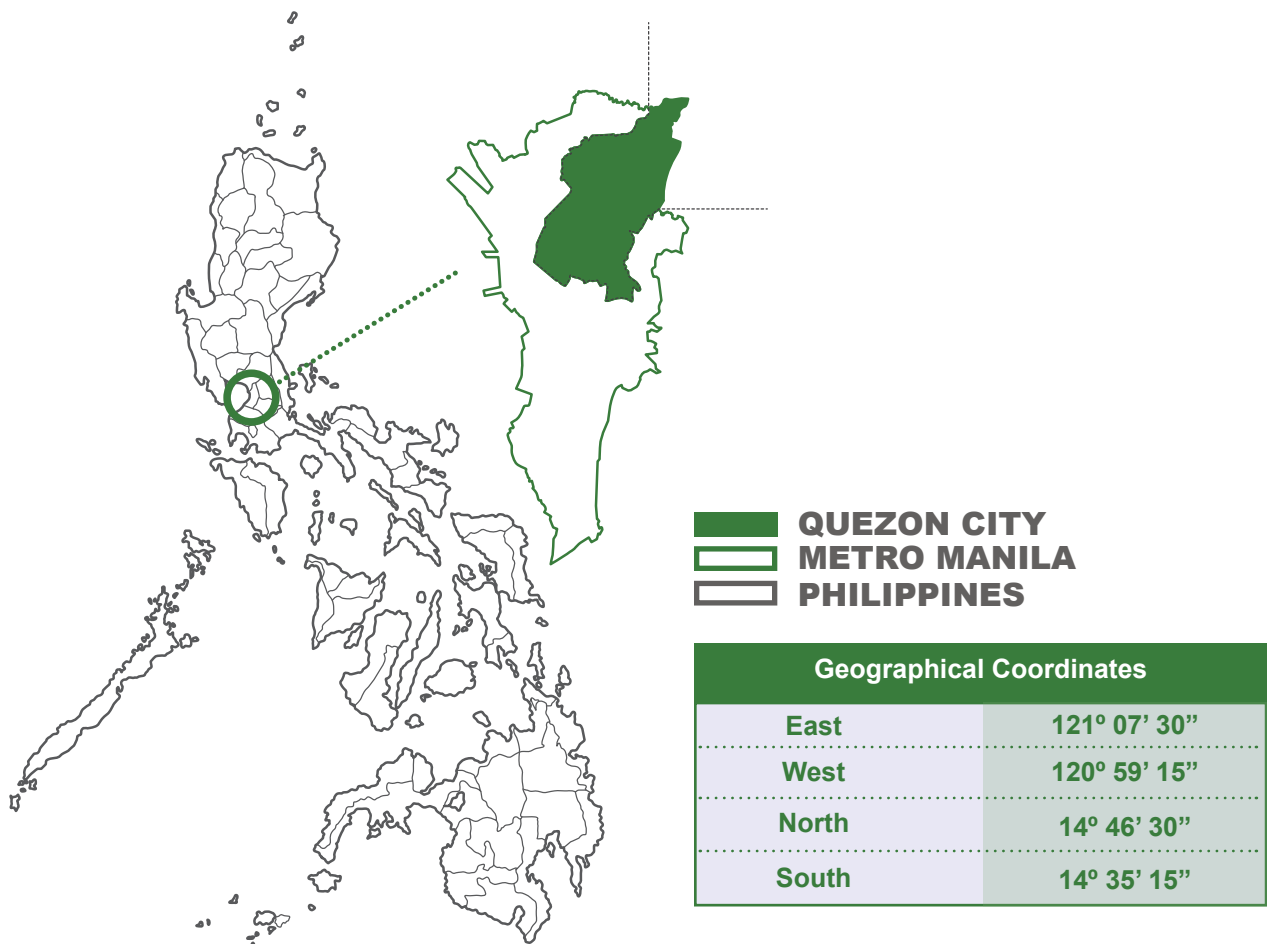 QUEZON CITY
METRO MANILA
PHILIPPINES
Geographical Coordinates
East 121º 07’ 30”
West 120º 59’ 15”
North 14º 46’ 30”
South 14º 35’ 15”